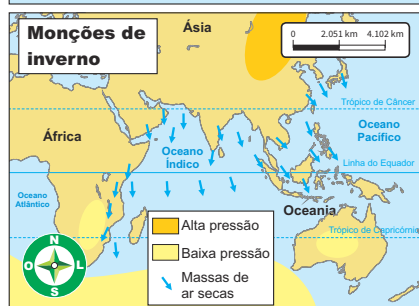 Monções de
inverno
Ásia
0 2.051 km 4.102 km
Trópico de Câncer
África
Oceano
Pacífico
Oceano
Índico
Linha do Equador
Oceano
Atlântico
Oceania
Alta pressão
Trópico de Capricórnio
Baixa pressão
N
O
L
S
Massas de
ar secas